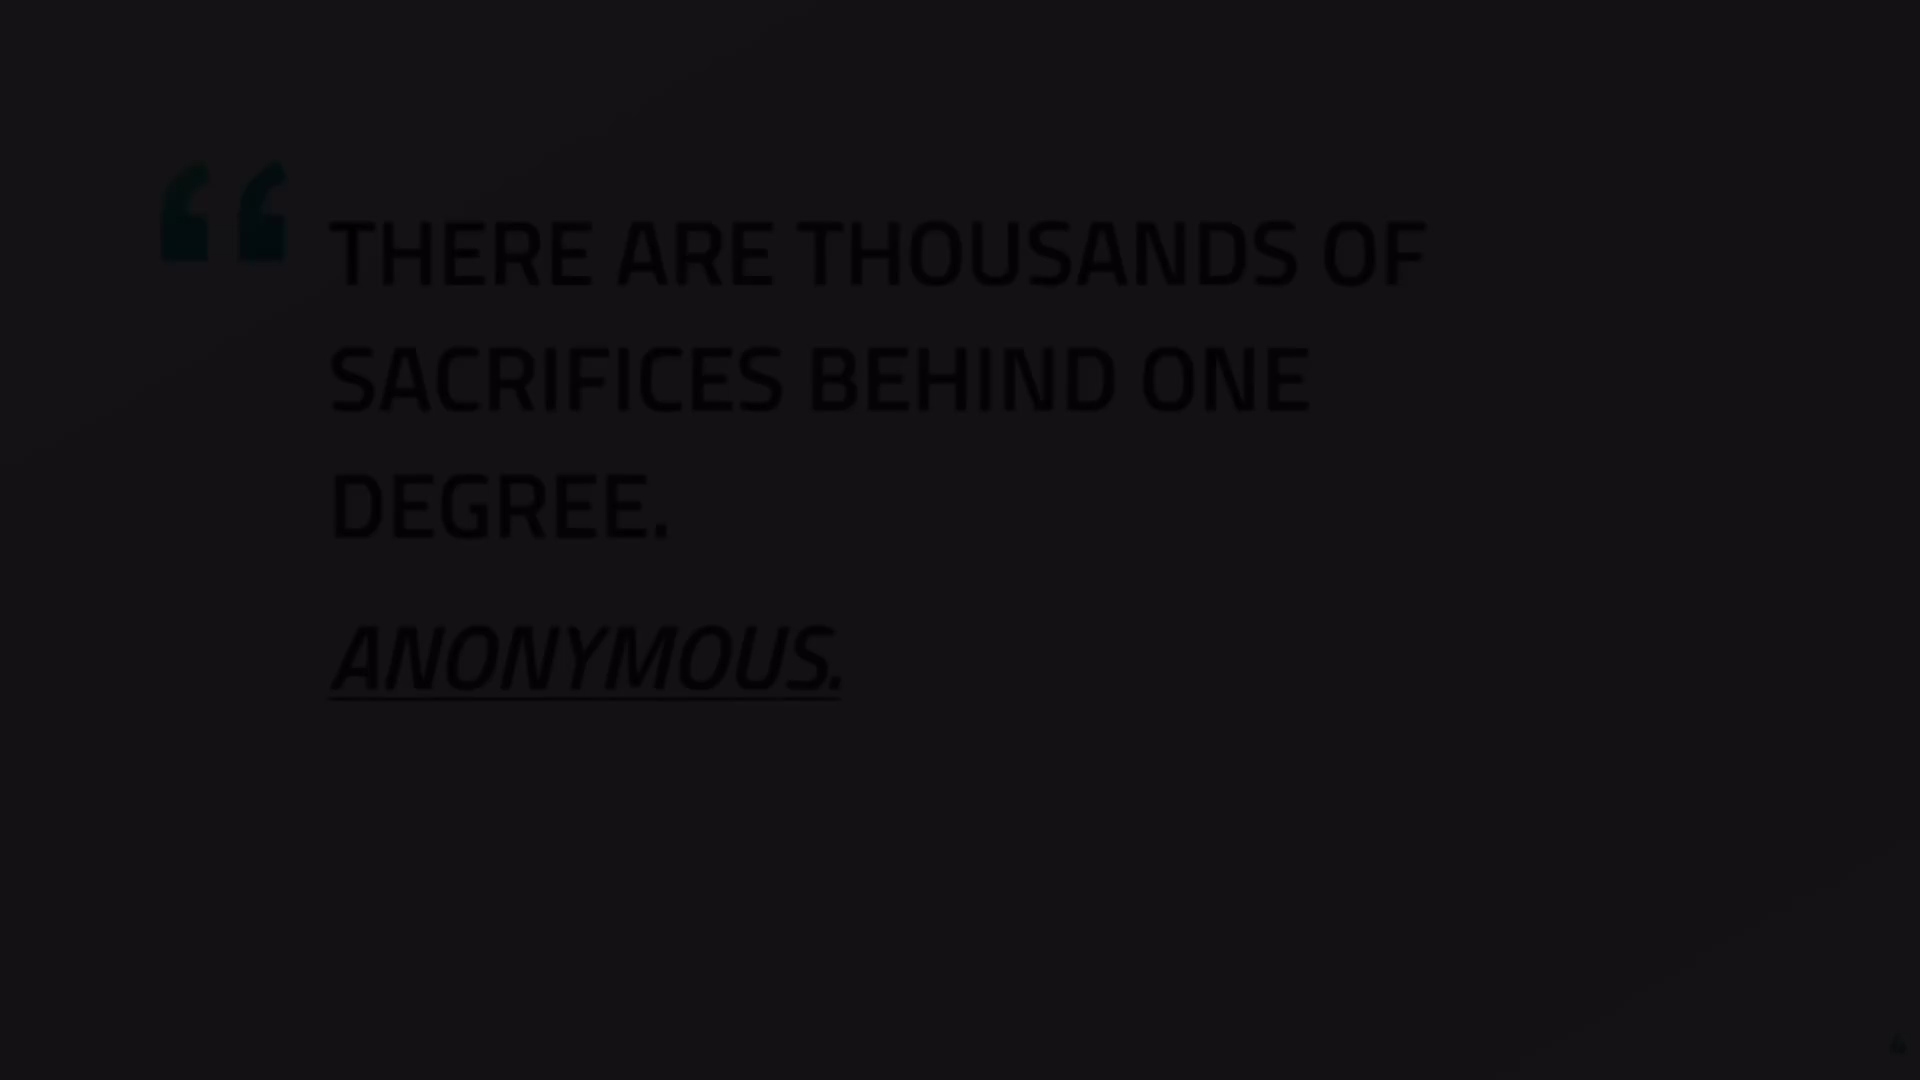 “ THERE ARE THOUSANDS OF
SACRIFICES BEHIND ONE
DEGREE.
ANONYMOUS.